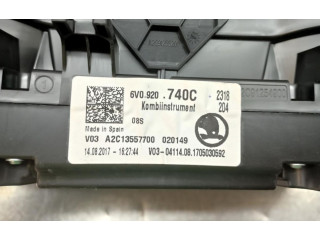 6V0.920 .740C - 2318
Kombiinstrument 204
08S
Made in Spain
V03 A2C13557700 020149
14.08.2017 - 16:27:44 V03-04114.08.1705030592